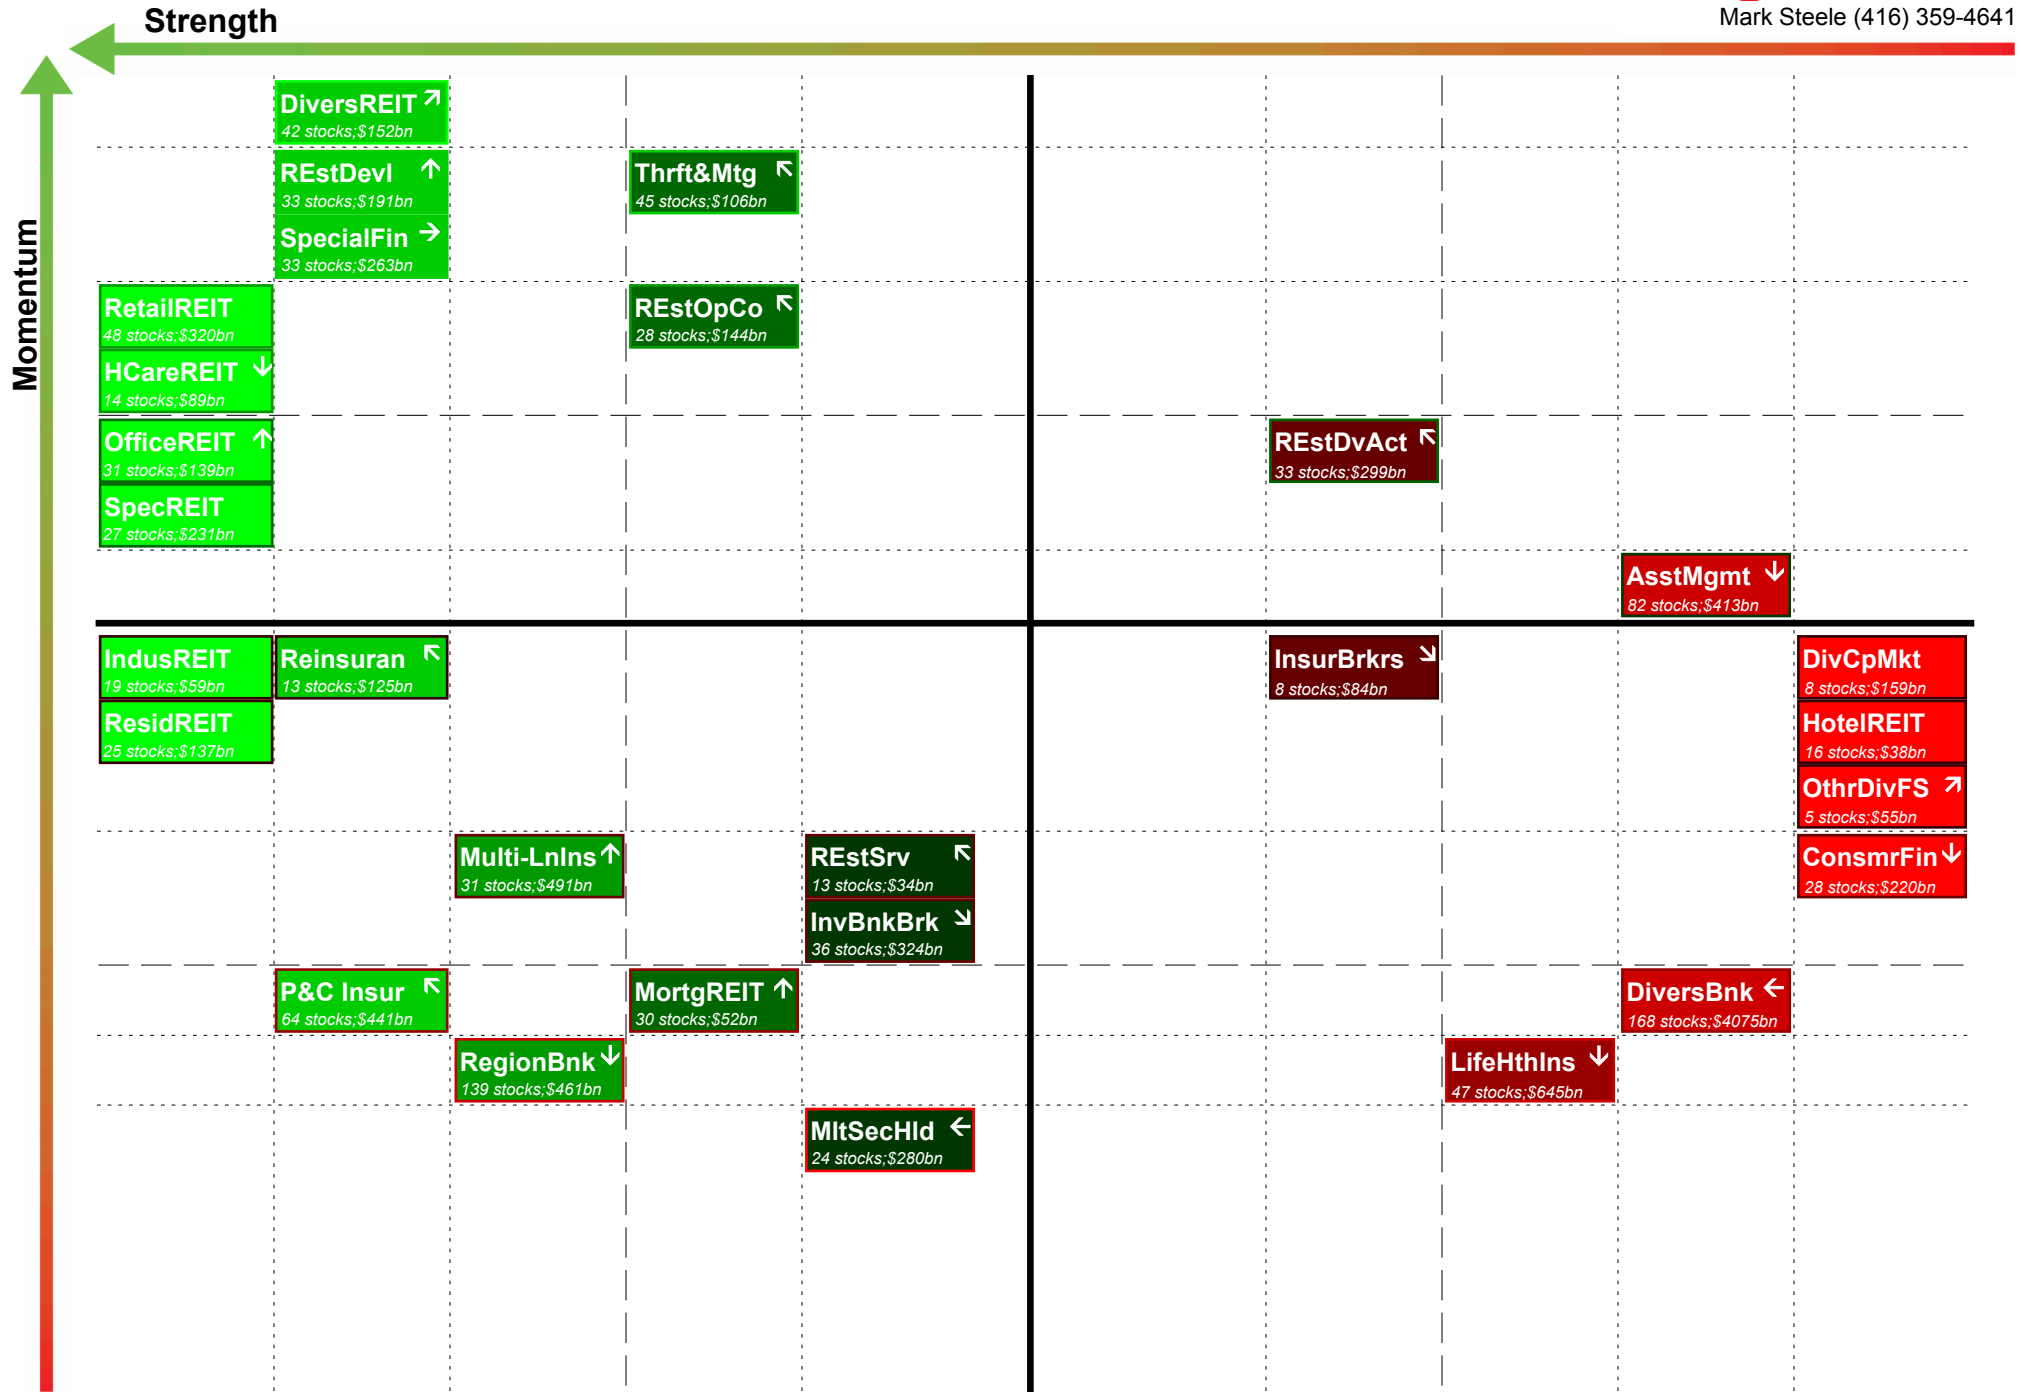 Strength
Mark Steele (416) 359-4641
Momentum
DiversREIT
42 stocks;$152bn
REstDevl
33 stocks;$191bn
Thrft&Mtg
45 stocks;$106bn
SpecialFin
33 stocks;$263bn
RetailREIT
48 stocks;$320bn
REstOpCo
28 stocks;$144bn
HCareREIT
14 stocks;$89bn
OfficeREIT
31 stocks;$139bn
REstDvAct
33 stocks;$299bn
SpecREIT
27 stocks;$231bn
AsstMgmt
82 stocks;$413bn
IndusREIT
19 stocks;$59bn
Reinsuran
13 stocks;$125bn
InsurBrkrs
8 stocks;$84bn
DivCpMkt
8 stocks;$159bn
ResidREIT
25 stocks;$137bn
HotelREIT
16 stocks;$38bn
OthrDivFS
5 stocks;$55bn
Multi-LnIns
31 stocks;$491bn
REstSrv
13 stocks;$34bn
ConsmrFin
28 stocks;$220bn
InvBnkBrk
36 stocks;$324bn
P&C Insur
64 stocks;$441bn
MortgREIT
30 stocks;$52bn
DiversBnk
168 stocks;$4075bn
RegionBnk
139 stocks;$461bn
LifeHthIns
47 stocks;$645bn
MltSecHld
24 stocks;$280bn